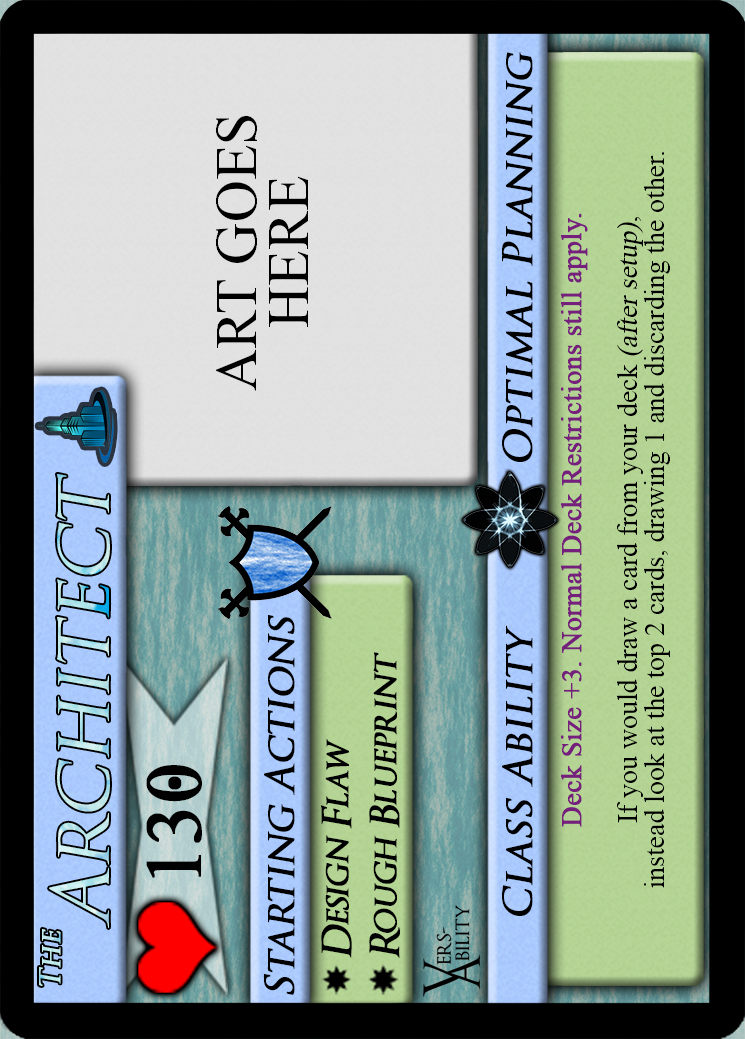 THE
ARCHITECT
ART GOES
HERE
130
STARTING ACTIONS
DESIGN FLAW
ROUGH BLUEPRINT
VERS-
ABILITY
CLASS ABILITY
OPTIMAL PLANNING
Deck Size +3. Normal Deck Restrictions still apply.
If you would draw a card from your deck (after setup),
instead look at the top 2 cards, drawing 1 and discarding the other.